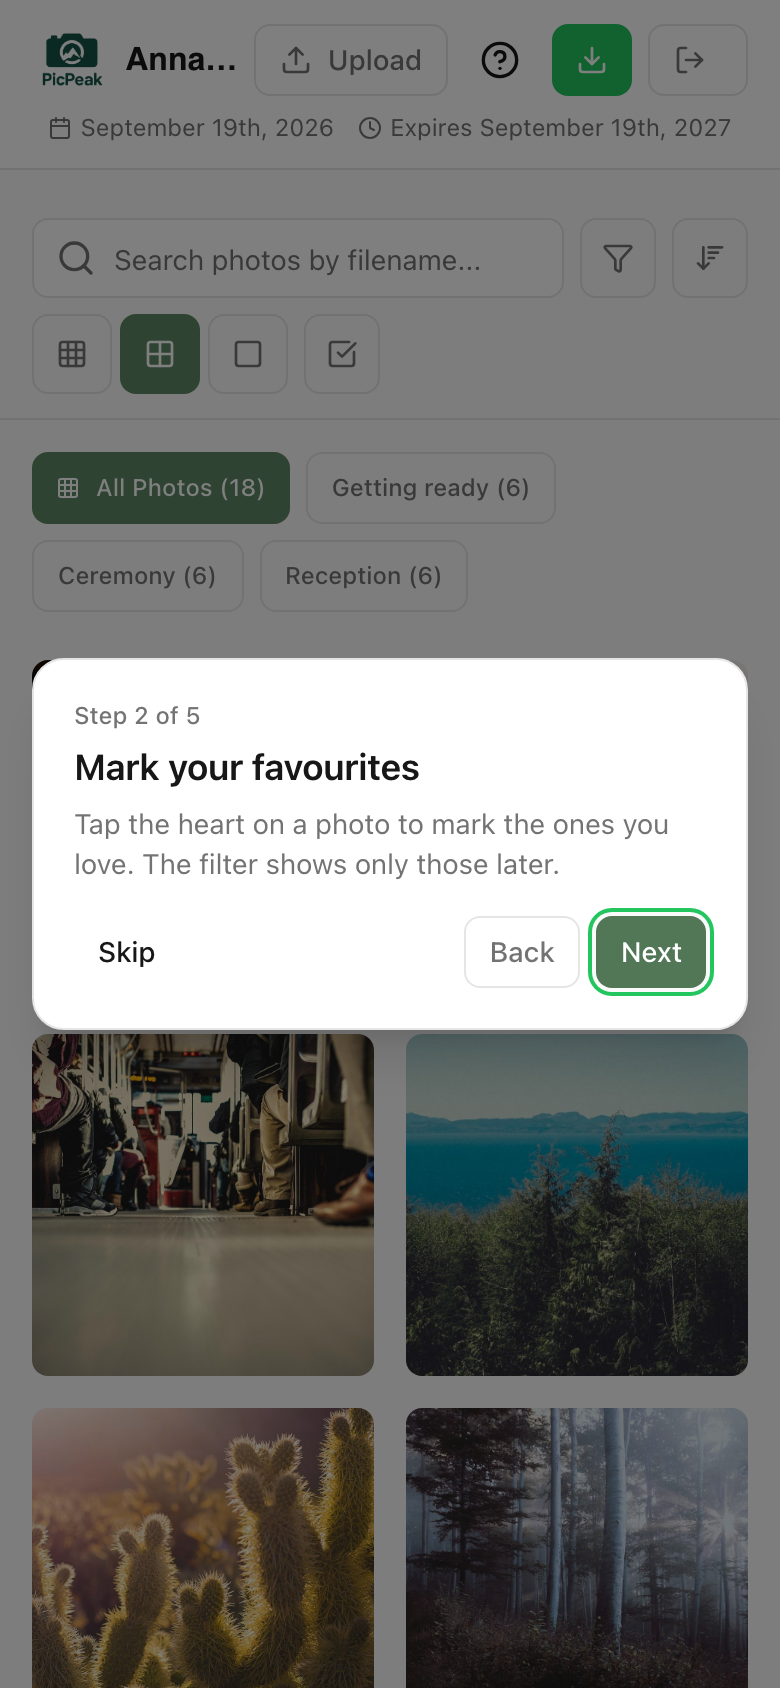 PicPeak
Anna...
Upload
September 19th, 2026
Expires September 19th, 2027
Search photos by filename...
All Photos (18)
Getting ready (6)
Ceremony (6)
Reception (6)
Step 2 of 5
Mark your favourites
Tap the heart on a photo to mark the ones you
love. The filter shows only those later.
Skip
Back
Next